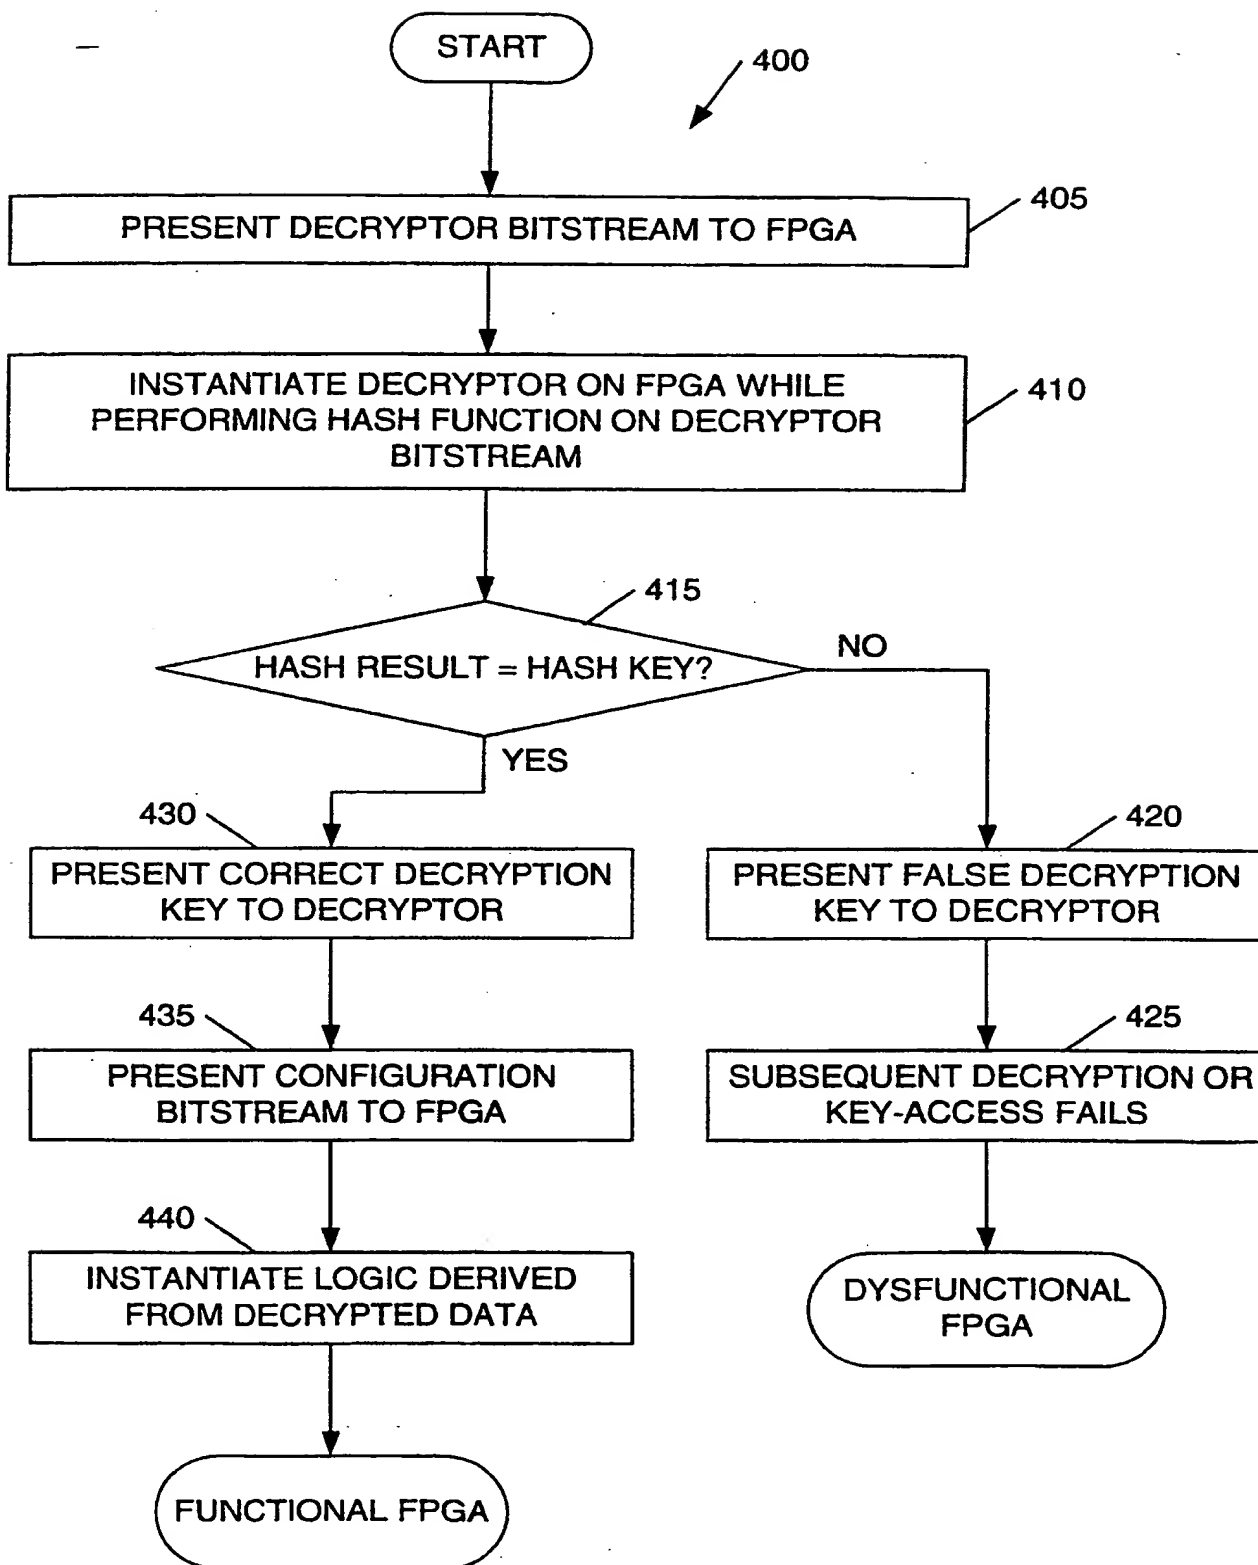 START
400
405
PRESENT DECRYPTOR BITSTREAM TO FPGA
410
INSTANTIATE DECRYPTOR ON FPGA WHILE
PERFORMING HASH FUNCTION ON DECRYPTOR
BITSTREAM
415
HASH RESULT = HASH KEY?
NO
YES
430
PRESENT CORRECT DECRYPTION
KEY TO DECRYPTOR
420
PRESENT FALSE DECRYPTION
KEY TO DECRYPTOR
435
PRESENT CONFIGURATION
BITSTREAM TO FPGA
425
SUBSEQUENT DECRYPTION OR
KEY-ACCESS FAILS
440
INSTANTIATE LOGIC DERIVED
FROM DECRYPTED DATA
DYSFUNCTIONAL
FPGA
FUNCTIONAL FPGA